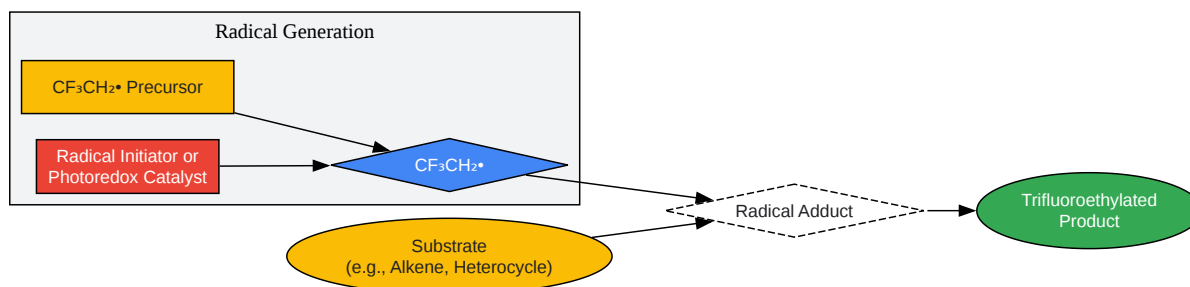 Radical Generation
CF₃CH₂• Precursor
Radical Initiator or
Photoredox Catalyst
CF₃CH₂•
Substrate
(e.g., Alkene, Heterocycle)
Radical Adduct
Trifluoroethylated
Product